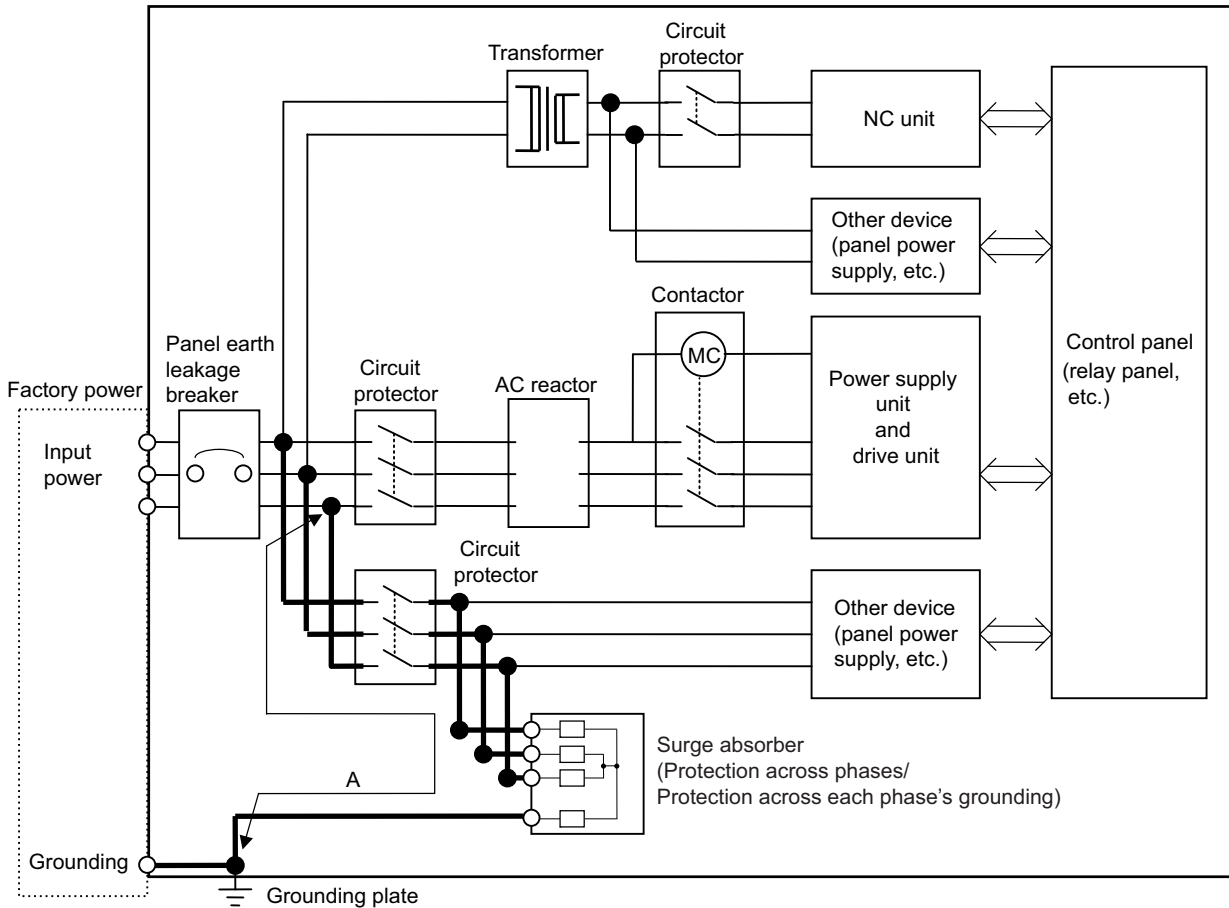 Transformer
Circuit
protector
NC unit
Other device
(panel power
supply, etc.)
Contactor
MC
Power supply
unit
and
drive unit
Control panel
(relay panel,
etc.)
Panel earth
leakage
breaker
Circuit
protector
AC reactor
Factory power
Input
power
Circuit
protector
Other device
(panel power
supply, etc.)
Surge absorber
(Protection across phases/
Protection across each phase's grounding)
A
Grounding
Grounding plate